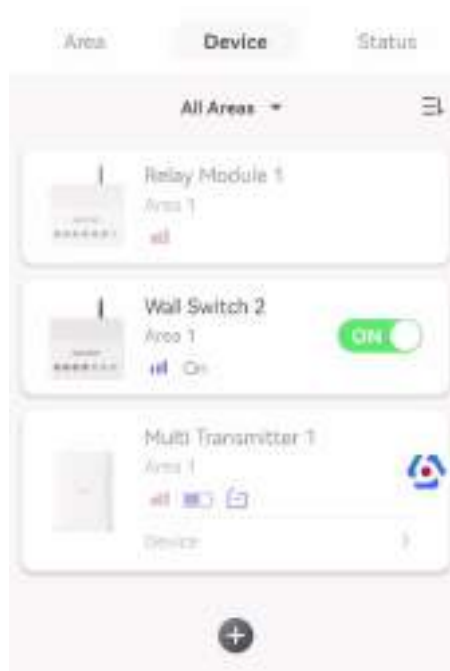 Area Device Status
All Areas
Relay Module 1
Area 1
Wall Switch 2
Area 1
ON
On
Multi Transmitter 1
Area 1
Device